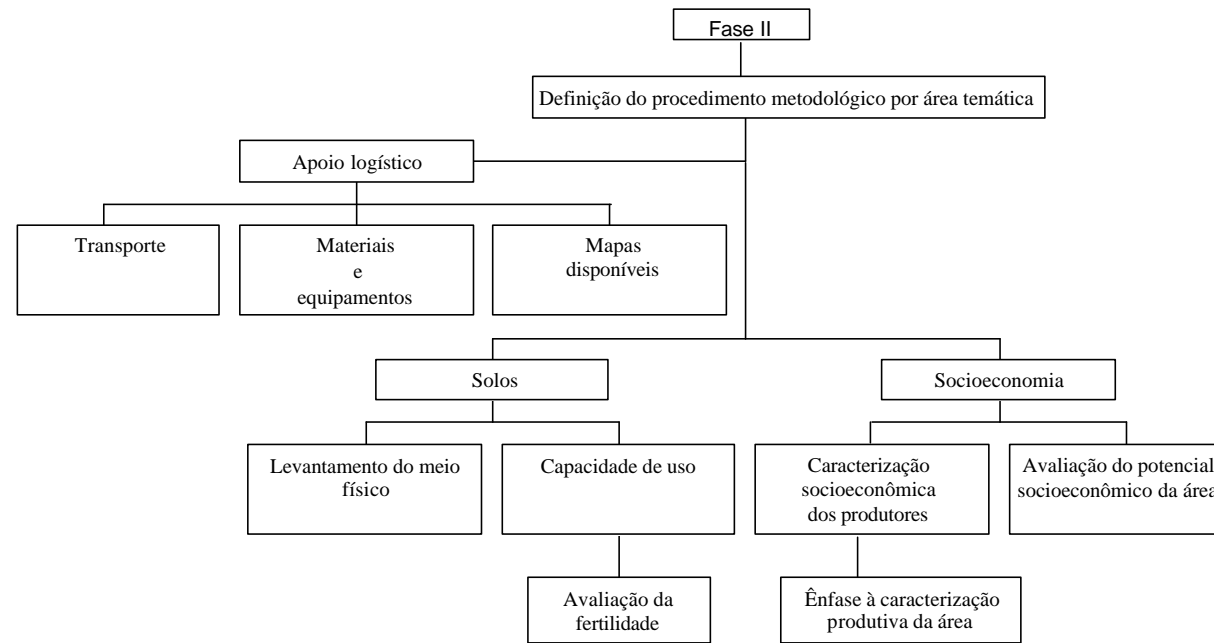 Fase II
Definição do procedimento metodológico por área temática
Apoio logístico
Transporte
Materiais
e
equipamentos
Mapas
disponíveis
Solos
Socioeconomia
Levantamento do meio
físico
Capacidade de uso
Caracterização
socioeconômica
dos produtores
Avaliação do potencial
socioeconômico da área
Avaliação da
fertilidade
Ênfase à caracterização
produtiva da área